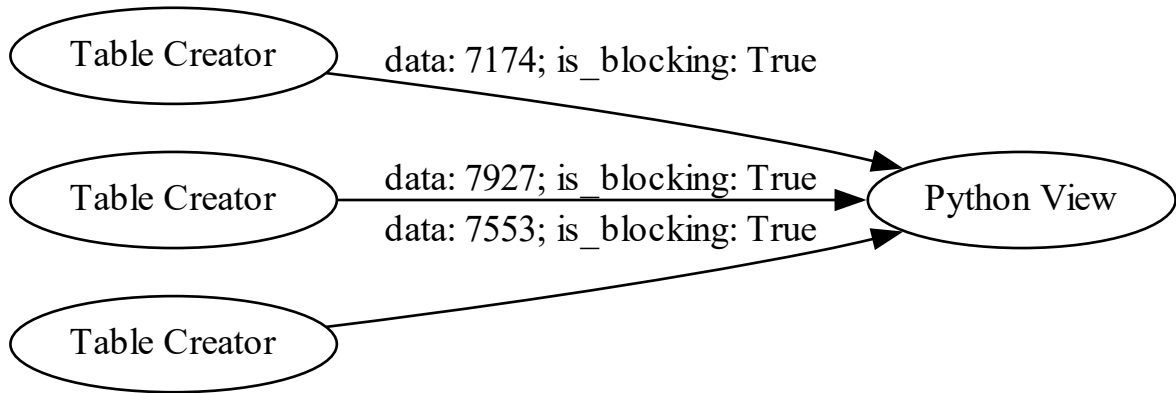 Table Creator
data: 7174; is_blocking: True
Table Creator
data: 7927; is_blocking: True
Python View
data: 7553; is_blocking: True
Table Creator